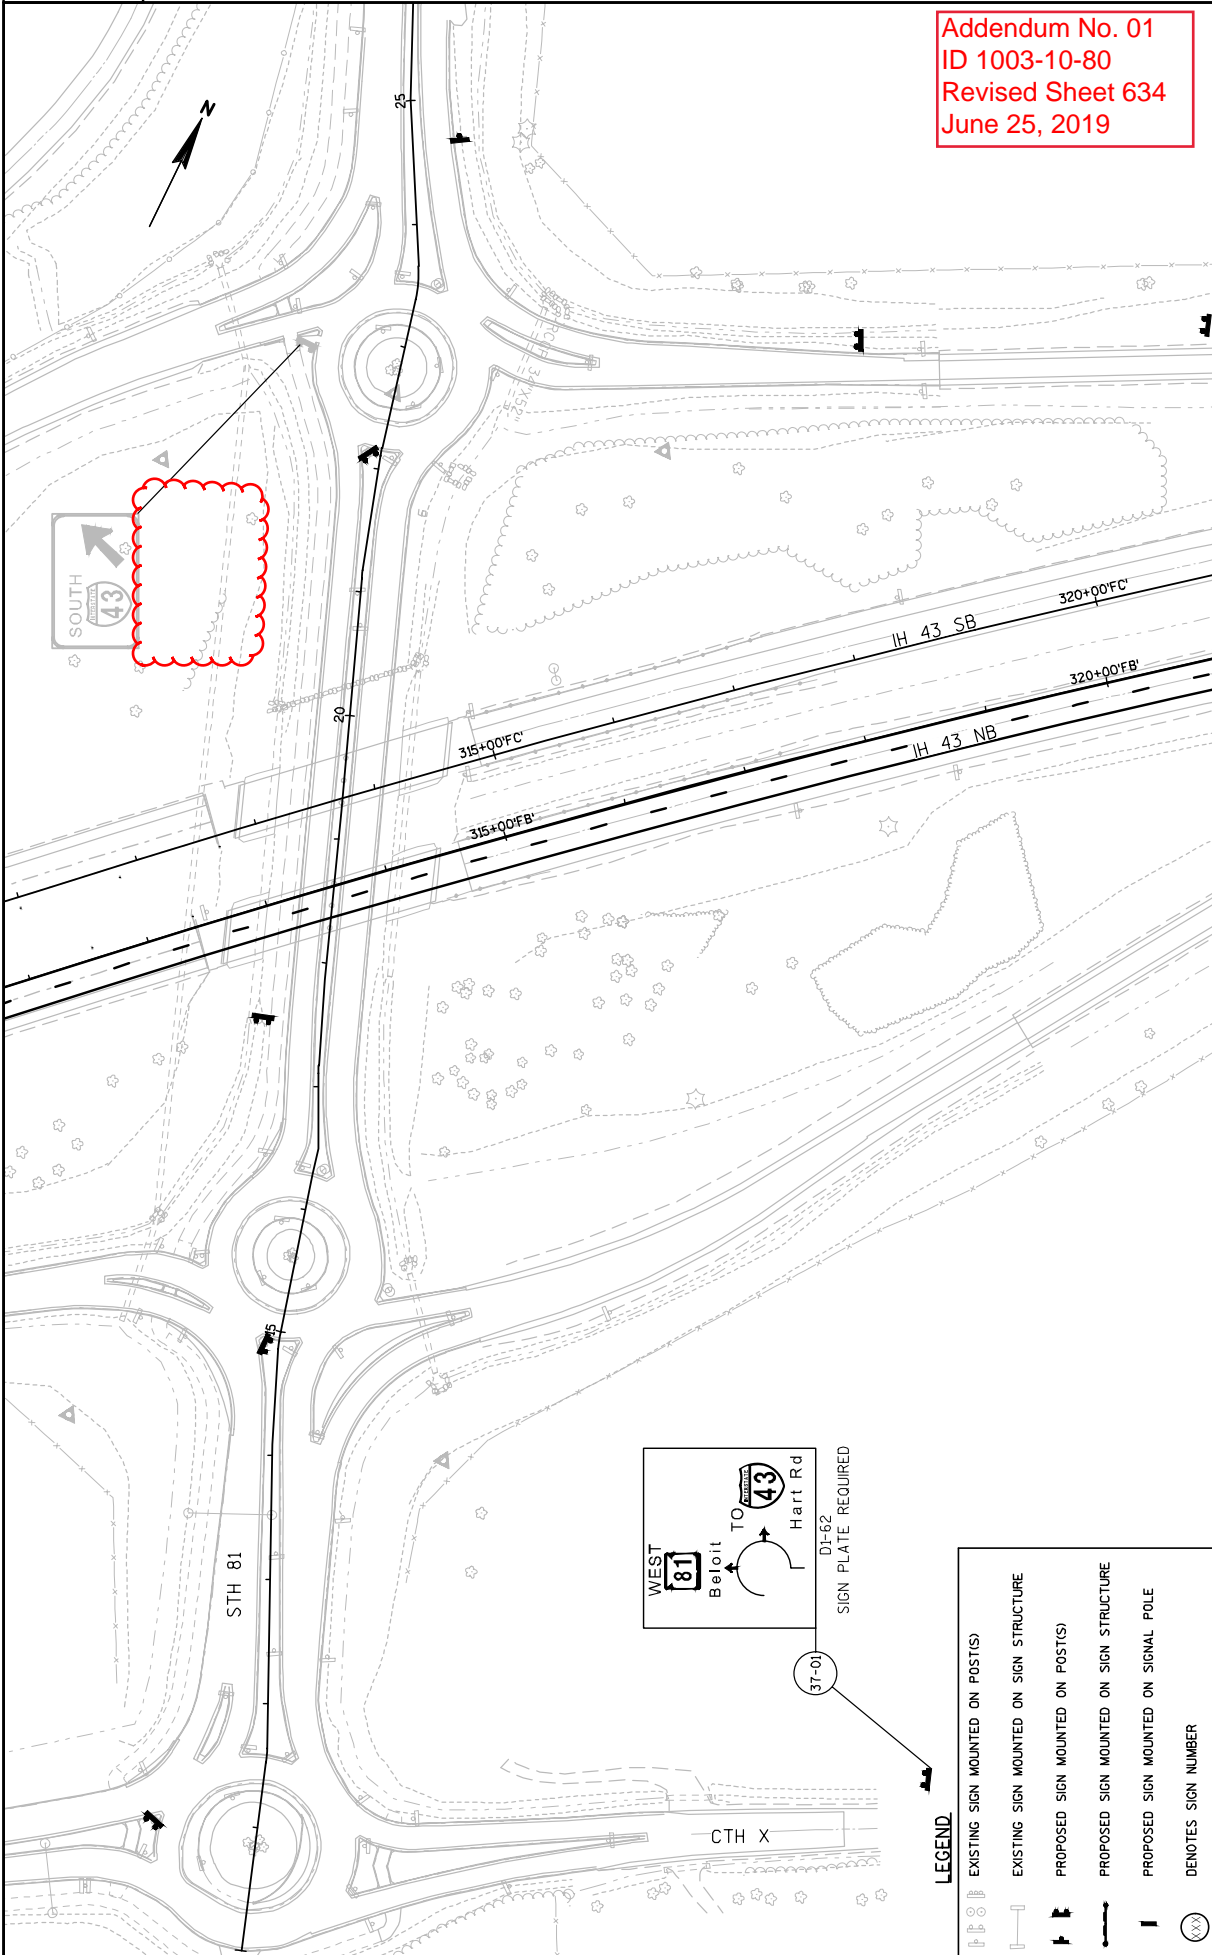 Addendum No. 01
ID 1003-10-80
Revised Sheet 634
June 25, 2019
N
25
SOUTH
INTERSTATE
43
320+00'FC'
IH 43 SB
320+00'FB'
IH 43 NB
20
315+00'FC'
315+00'FB'
15
STH 81
WEST
81
Beloit
TO
INTERSTATE
43
Hart Rd
D1-62
SIGN PLATE REQUIRED
37-01
CTH X
LEGEND
EXISTING SIGN MOUNTED ON POST(S)
EXISTING SIGN MOUNTED ON SIGN STRUCTURE
PROPOSED SIGN MOUNTED ON POST(S)
PROPOSED SIGN MOUNTED ON SIGN STRUCTURE
PROPOSED SIGN MOUNTED ON SIGNAL POLE
XXX
DENOTES SIGN NUMBER